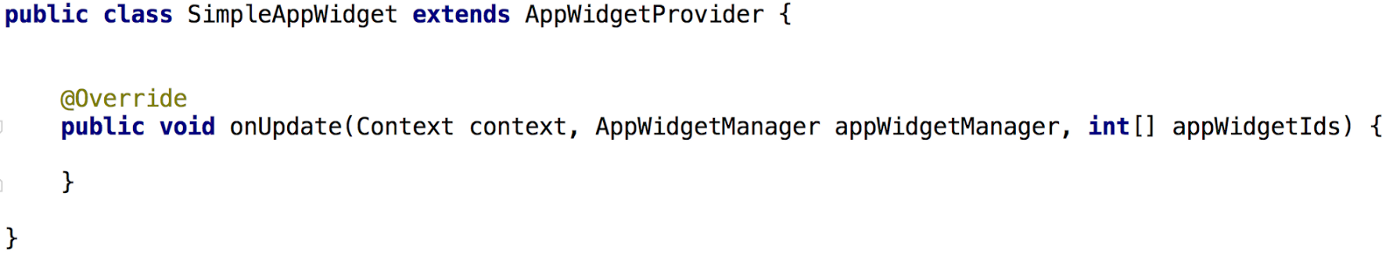 public class SimpleAppWidget extends AppWidgetProvider {
@Override
public void onUpdate(Context context, AppWidgetManager appWidgetManager, int[] appWidgetIds) {
}
}